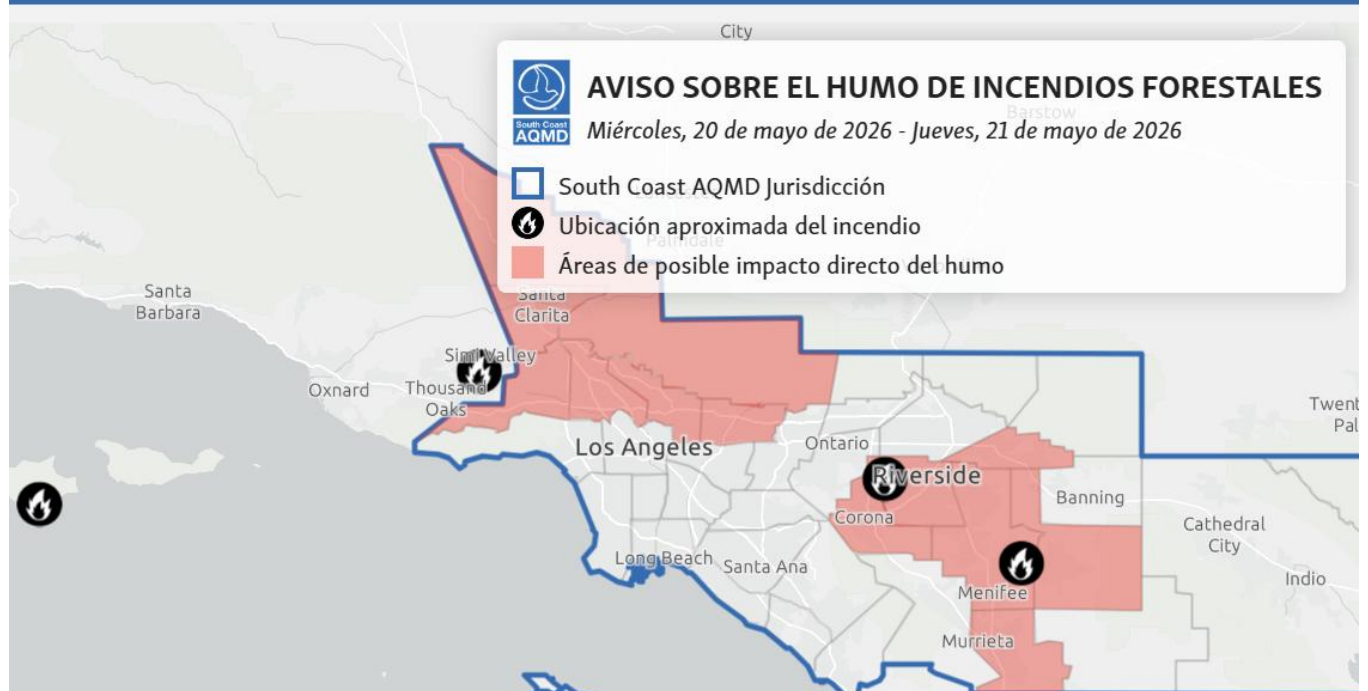 City
AVISO SOBRE EL HUMO DE INCENDIOS FORESTALES
South Coast
AQMD
Miércoles, 20 de mayo de 2026 - Jueves, 21 de mayo de 2026
Barstow
South Coast AQMD Jurisdicción
Ubicación aproximada del incendio
Palmdale
Áreas de posible impacto directo del humo
Santa
Barbara
Santa
Clarita
Simi Valley
Oxnard
Thousand
Oaks
Twent
Pal
Los Angeles
Ontario
Riverside
Banning
Corona
Cathedral
City
Long Beach
Santa Ana
Indio
Menifee
Murrieta